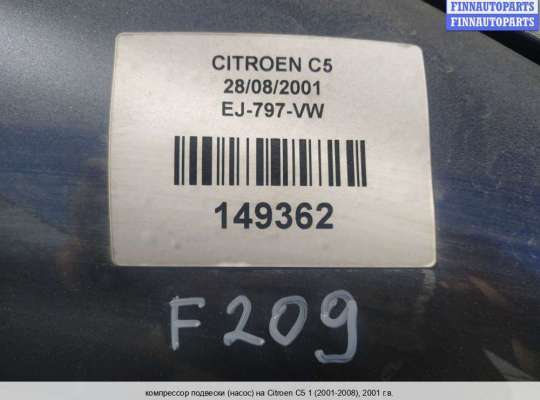 FINNAUTOPARTS
FINNAUTOPARTS
CITROEN C5
28/08/2001
EJ-797-VW
149362
F209
компрессор подвески (насос) на Citroen C5 1 (2001-2008), 2001 г.в.